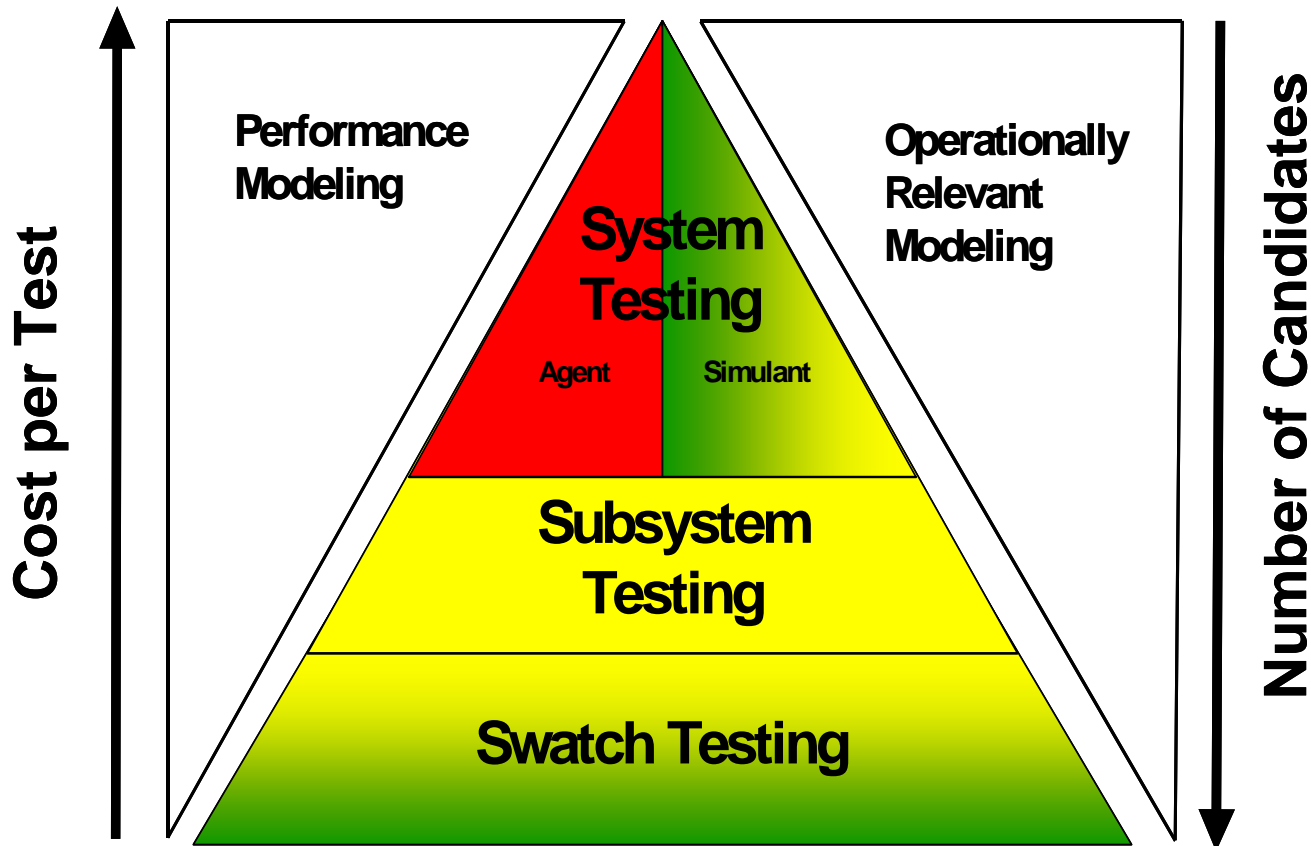 Cost per Test
Performance
Modeling
System
Testing
Agent
Simulant
Subsystem
Testing
Swatch Testing
Operationally
Relevant
Modeling
Number of Candidates